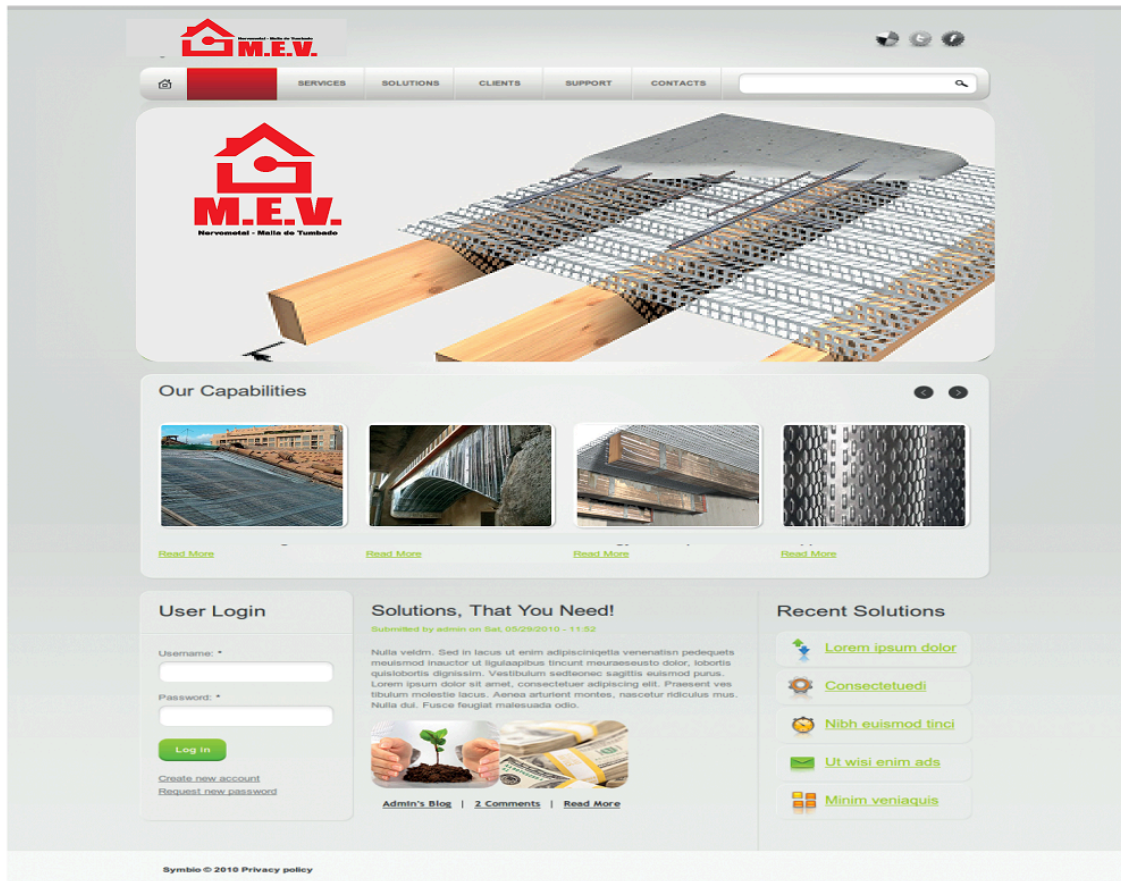 Nervometal - Malla de Tumbado
M.E.V.
SERVICES SOLUTIONS CLIENTS SUPPORT CONTACTS
M.E.V.
Nervometal - Malla de Tumbado
Our Capabilities
Read More Read More Read More Read More
User Login
Username: *
Password: *
Log in
Create new account
Request new password
Solutions, That You Need!
Submitted by admin on Sat, 05/29/2010 - 11:52
Nulla veldm. Sed in lacus ut enim adipisciniqetla venenatisn pedequets
meuismod inauctor ut ligulaapibus tincunt meuraeseusto dolor, lobortis
quislobortis dignissim. Vestibulum sedteonec sagittis euismod purus.
Lorem ipsum dolor sit amet, consectetuer adipiscing elit. Praesent ves
tibulum molestie lacus. Aenea arturient montes, nascetur ridiculus mus.
Nulla dui. Fusce feugiat malesuada odio.
Admin's Blog | 2 Comments | Read More
Recent Solutions
Lorem ipsum dolor
Consectetuedi
Nibh euismod tinci
Ut wisi enim ads
Minim veniaquis
Symbio © 2010 Privacy policy